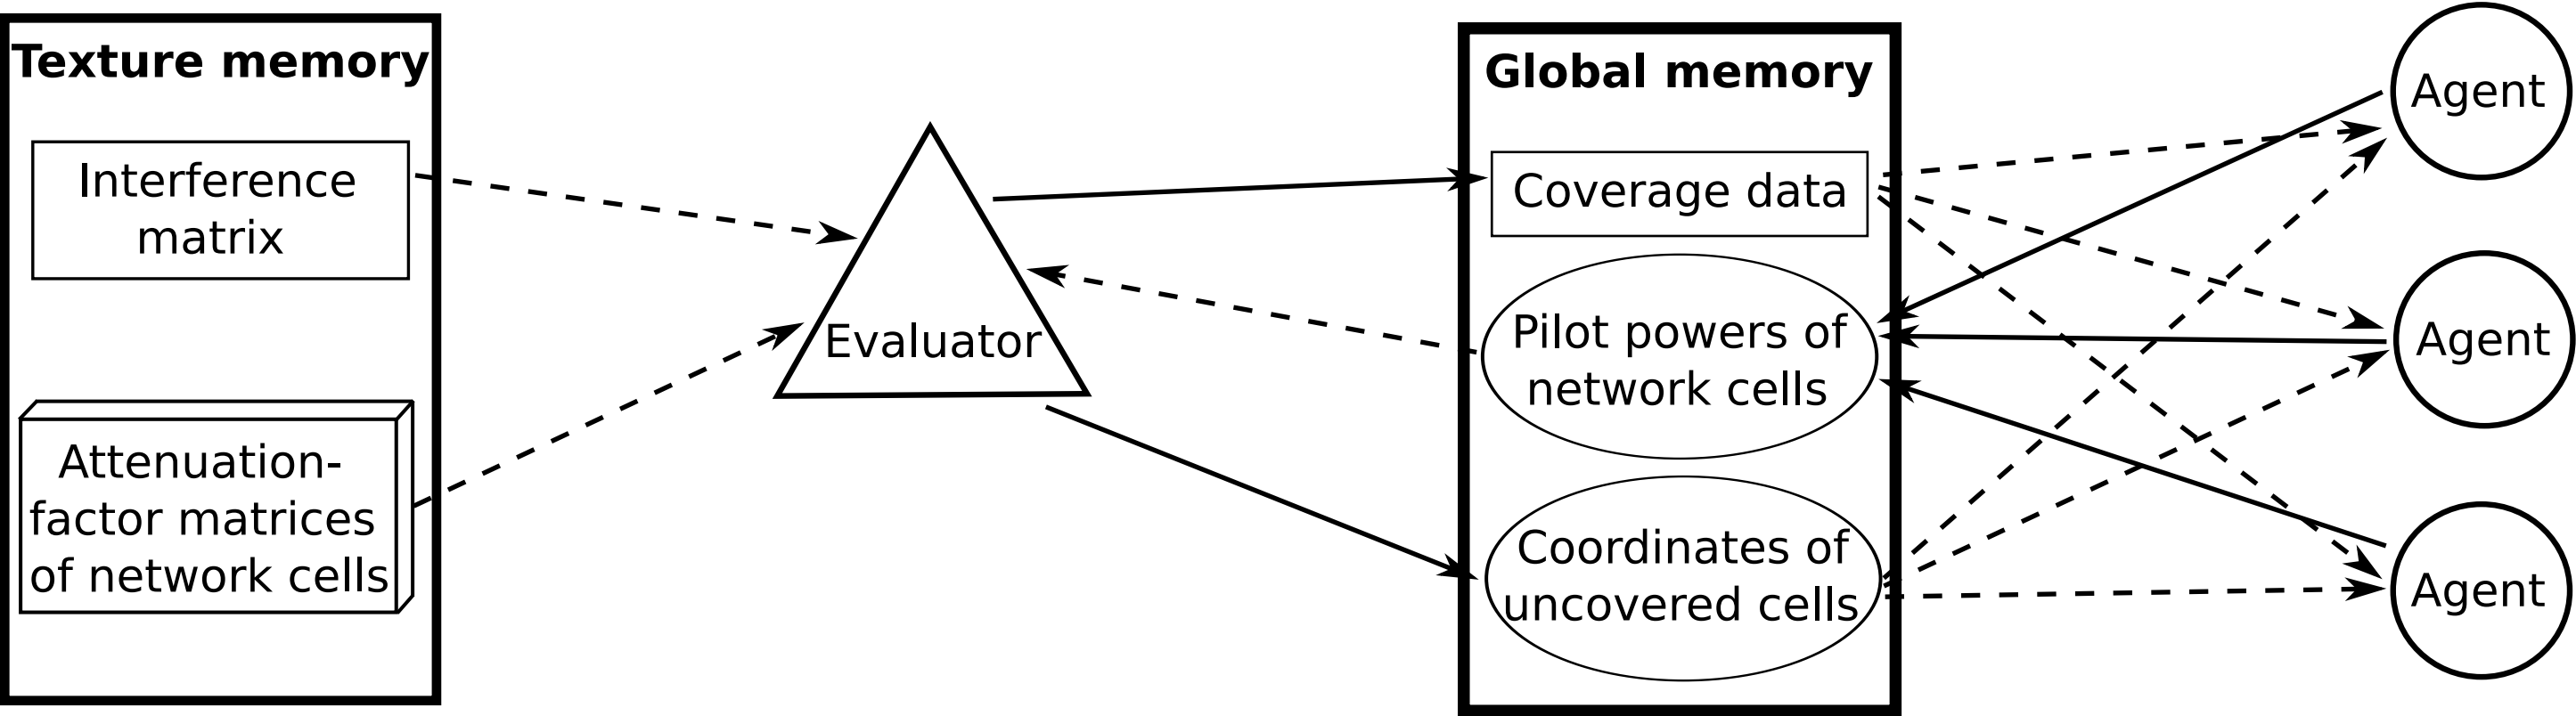 Texture memory
Interference
matrix
Attenuation-
factor matrices
of network cells
Evaluator
Global memory
Coverage data
Pilot powers of
network cells
Coordinates of
uncovered cells
Agent
Agent
Agent